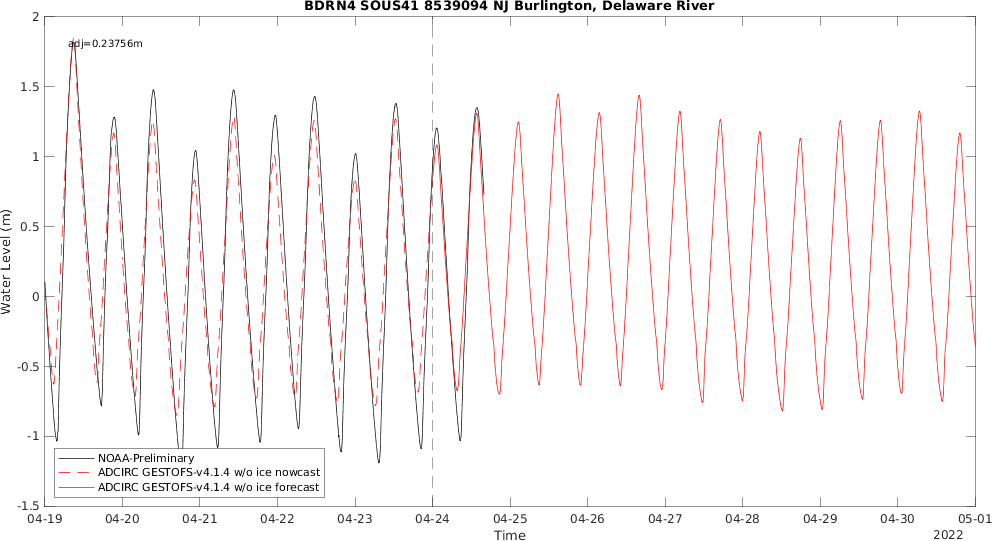 BDRN4 SOUS41 8539094 NJ Burlington, Delaware River
adj=0.23756m
2
1.5
1
0.5
0
-0.5
-1
-1.5
Water Level (m)
NOAA-Preliminary
ADCIRC GESTOFS-v4.1.4 w/o ice nowcast
ADCIRC GESTOFS-v4.1.4 w/o ice forecast
04-19 04-20 04-21 04-22 04-23 04-24 04-25 04-26 04-27 04-28 04-29 04-30 05-01
Time
2022